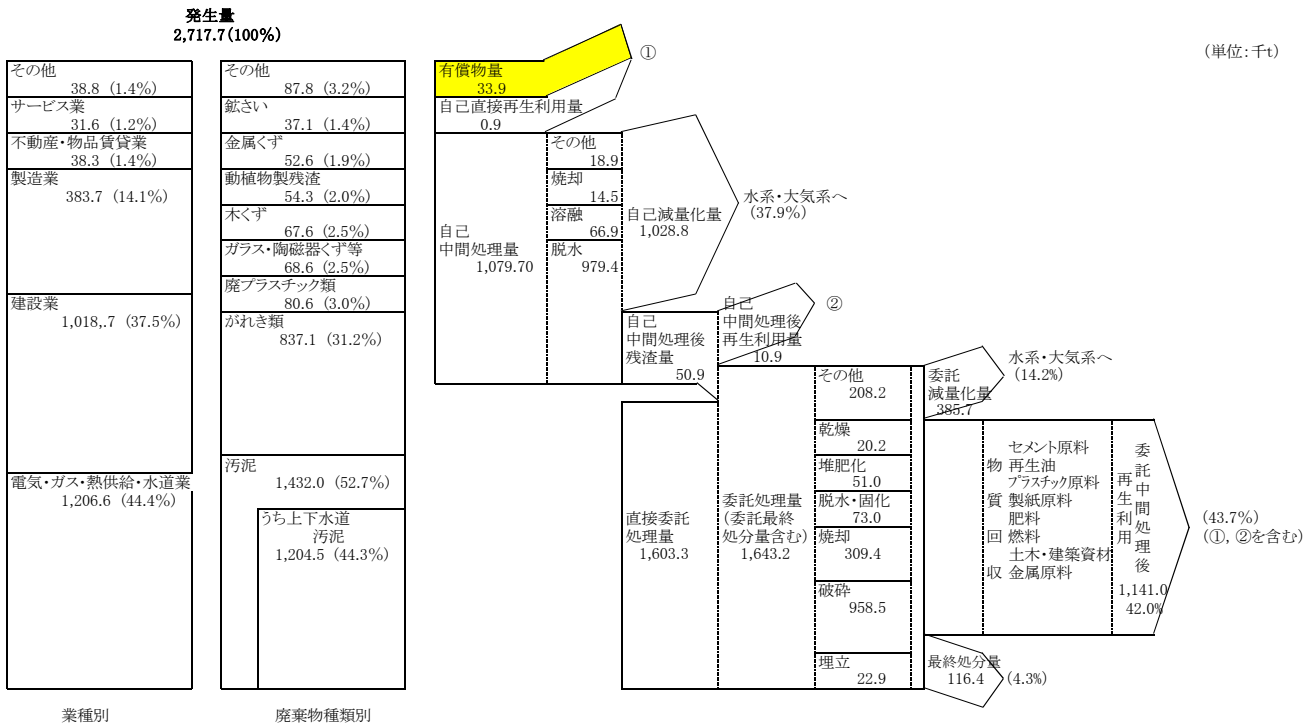 発生量
2,717.7(100%)
(単位:千t)
その他
38.8 (1.4%)
サービス業
31.6 (1.2%)
不動産・物品賃貸業
38.3 (1.4%)
製造業
383.7 (14.1%)
建設業
1,018,.7 (37.5%)
電気・ガス・熱供給・水道業
1,206.6 (44.4%)
業種別
その他
87.8 (3.2%)
鉱さい
37.1 (1.4%)
金属くず
52.6 (1.9%)
動植物製残渣
54.3 (2.0%)
木くず
67.6 (2.5%)
ガラス・陶磁器くず等
68.6 (2.5%)
廃プラスチック類
80.6 (3.0%)
がれき類
837.1 (31.2%)
汚泥
1,432.0 (52.7%)
うち上下水道
汚泥
1,204.5 (44.3%)
廃棄物種類別
有償物量
33.9
①
自己直接再生利用量
0.9
自己
中間処理量
1,079.70
その他
18.9
焼却
14.5
溶融
66.9
脱水
979.4
自己減量化量
1,028.8
水系・大気系へ
(37.9%)
自己
中間処理後
残渣量
50.9
自己
中間処理後
再生利用量
10.9
②
直接委託
処理量
1,603.3
委託処理量
(委託最終
処分量含む)
1,643.2
その他
208.2
乾燥
20.2
堆肥化
51.0
脱水・固化
73.0
焼却
309.4
破砕
958.5
埋立
22.9
委託
減量化量
385.7
水系・大気系へ
(14.2%)
物質回収
セメント原料
再生油
プラスチック原料
製紙原料
肥料
燃料
土木・建築資材
金属原料
委託中間処理後
再生利用
1,141.0
42.0%
(43.7%)
(①, ②を含む)
最終処分量
116.4
(4.3%)